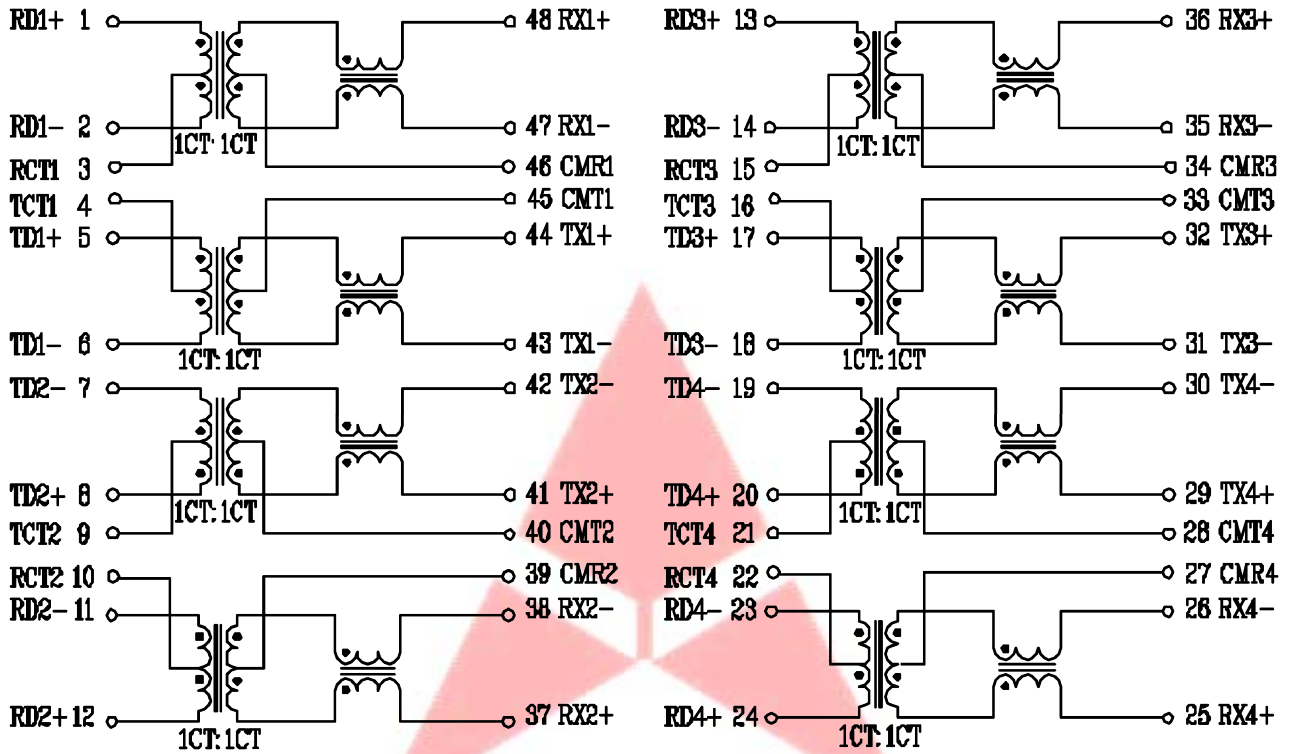 RD1+ 1
48 RX1+
RD1- 2
47 RX1-
1CT:1CT
RCT1 3
46 CMR1
TCT1 4
45 CMT1
TD1+ 5
44 TX1+
TD1- 6
43 TX1-
1CT:1CT
TD2- 7
42 TX2-
TD2+ 8
41 TX2+
1CT:1CT
TCT2 9
40 CMT2
RCT2 10
39 CMR2
RD2- 11
38 RX2-
RD2+ 12
37 RX2+
1CT:1CT
RD3+ 13
36 RX3+
RD3- 14
35 RX3-
1CT:1CT
RCT3 15
34 CMR3
TCT3 16
33 CMT3
TD3+ 17
32 TX3+
TD3- 18
31 TX3-
1CT:1CT
TD4- 19
30 TX4-
TD4+ 20
29 TX4+
1CT:1CT
TCT4 21
28 CMT4
RCT4 22
27 CMR4
RD4- 23
26 RX4-
RD4+ 24
25 RX4+
1CT:1CT